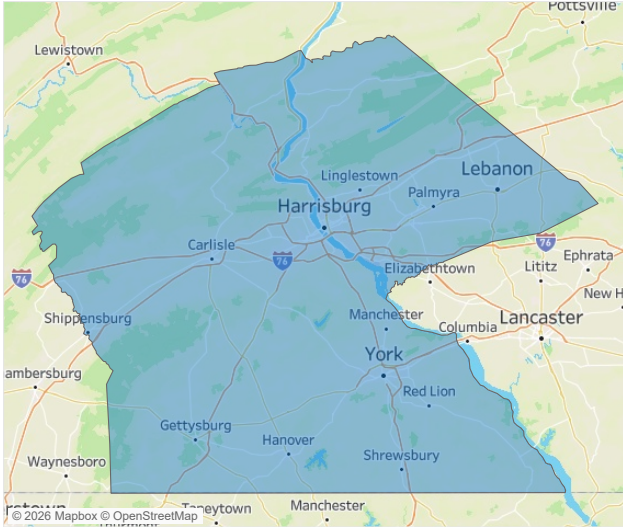 Pottsville
Lewistown
Linglestown
Lebanon
Palmyra
Harrisburg
Carlisle
76
76
76
Ephrata
Elizabethtown
Lititz
New H
Shippensburg
Manchester
Lancaster
Columbia
York
ambersburg
Red Lion
Gettysburg
Hanover
Shrewsbury
Waynesboro
rstown
Taneytown
Manchester
© 2026 Mapbox © OpenStreetMap